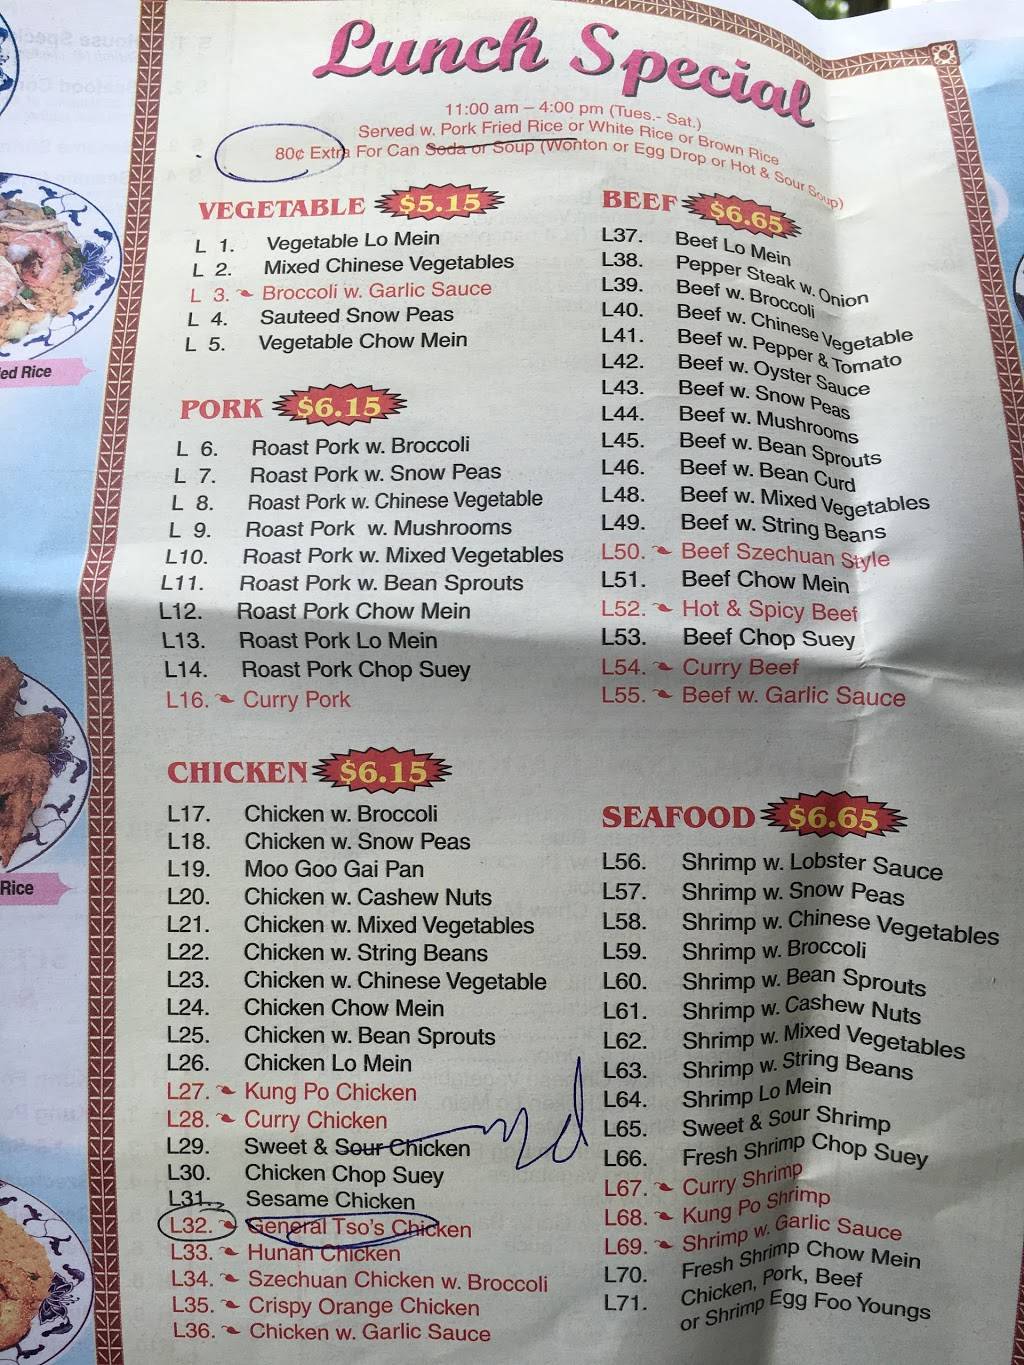 Lunch Special
11:00 am – 4:00 pm (Tues.- Sat.)
Served w. Pork Fried Rice or White Rice or Brown Rice
80¢ Extra For Can Soda or Soup (Wonton or Egg Drop or Hot & Sour Soup)
VEGETABLE $5.15
L 1. Vegetable Lo Mein
L 2. Mixed Chinese Vegetables
L 3. Broccoli w. Garlic Sauce
L 4. Sauteed Snow Peas
L 5. Vegetable Chow Mein
PORK $6.15
L 6. Roast Pork w. Broccoli
L 7. Roast Pork w. Snow Peas
L 8. Roast Pork w. Chinese Vegetable
L 9. Roast Pork w. Mushrooms
L10. Roast Pork w. Mixed Vegetables
L11. Roast Pork w. Bean Sprouts
L12. Roast Pork Chow Mein
L13. Roast Pork Lo Mein
L14. Roast Pork Chop Suey
L16. Curry Pork
CHICKEN $6.15
L17. Chicken w. Broccoli
L18. Chicken w. Snow Peas
L19. Moo Goo Gai Pan
L20. Chicken w. Cashew Nuts
L21. Chicken w. Mixed Vegetables
L22. Chicken w. String Beans
L23. Chicken w. Chinese Vegetable
L24. Chicken Chow Mein
L25. Chicken w. Bean Sprouts
L26. Chicken Lo Mein
L27. Kung Po Chicken
L28. Curry Chicken
L29. Sweet & Sour Chicken
L30. Chicken Chop Suey
L31. Sesame Chicken
L32. General Tso's Chicken
L33. Hunan Chicken
L34. Szechuan Chicken w. Broccoli
L35. Crispy Orange Chicken
L36. Chicken w. Garlic Sauce
BEEF $6.65
L37. Beef Lo Mein
L38. Pepper Steak w. Onion
L39. Beef w. Broccoli
L40. Beef w. Chinese Vegetable
L41. Beef w. Pepper & Tomato
L42. Beef w. Oyster Sauce
L43. Beef w. Snow Peas
L44. Beef w. Mushrooms
L45. Beef w. Bean Sprouts
L46. Beef w. Bean Curd
L48. Beef w. Mixed Vegetables
L49. Beef w. String Beans
L50. Beef Szechuan Style
L51. Beef Chow Mein
L52. Hot & Spicy Beef
L53. Beef Chop Suey
L54. Curry Beef
L55. Beef w. Garlic Sauce
SEAFOOD $6.65
L56. Shrimp w. Lobster Sauce
L57. Shrimp w. Snow Peas
L58. Shrimp w. Chinese Vegetables
L59. Shrimp w. Broccoli
L60. Shrimp w. Bean Sprouts
L61. Shrimp w. Cashew Nuts
L62. Shrimp w. Mixed Vegetables
L63. Shrimp w. String Beans
L64. Shrimp Lo Mein
L65. Sweet & Sour Shrimp
L66. Fresh Shrimp Chop Suey
L67. Curry Shrimp
L68. Kung Po Shrimp
L69. Shrimp w. Garlic Sauce
L70. Fresh Shrimp Chow Mein
L71. Chicken, Pork, Beef
or Shrimp Egg Foo Youngs
ed Rice
Rice